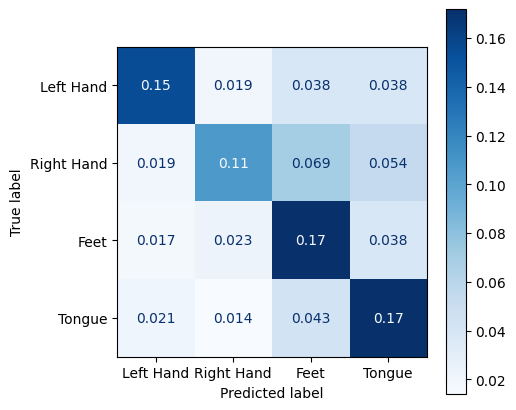 0.16
Left Hand 0.15 0.019 0.038 0.038
0.14
0.12
Right Hand 0.019 0.11 0.069 0.054
0.10
True label
0.08
Feet 0.017 0.023 0.17 0.038
0.06
Tongue 0.021 0.014 0.043 0.17
0.04
0.02
Left Hand Right Hand Feet Tongue
Predicted label